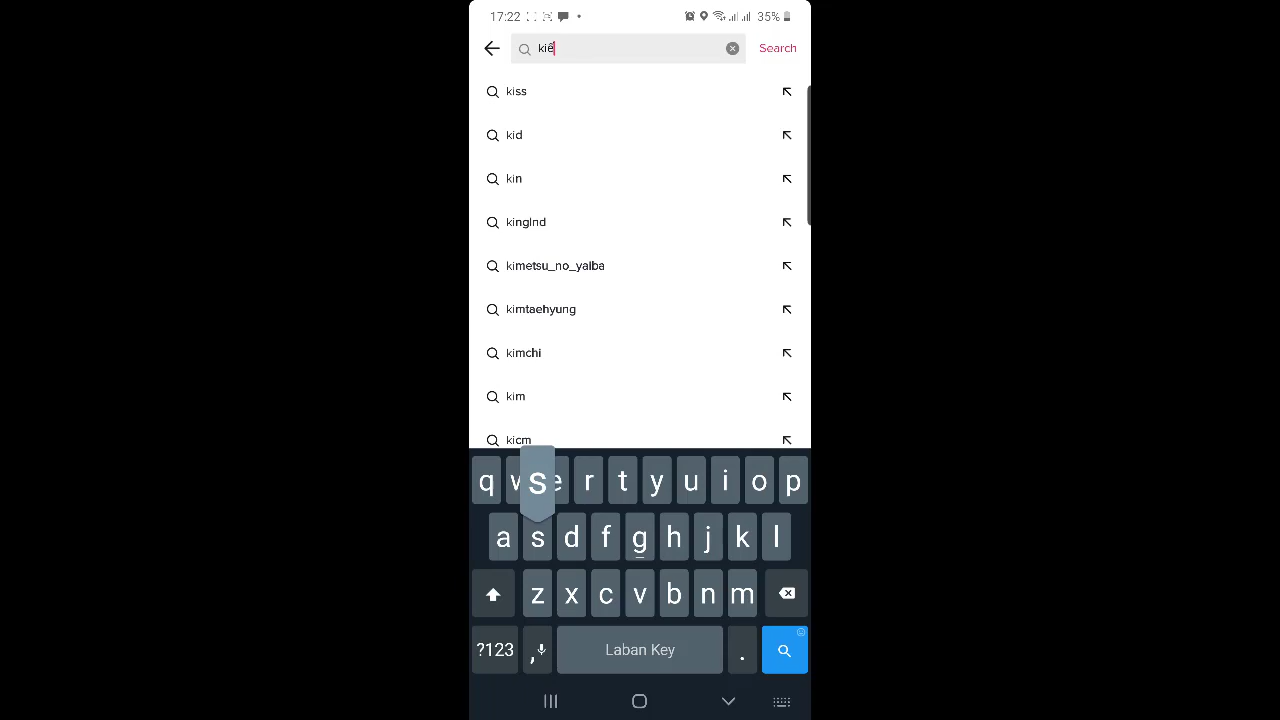 17:22 35%
kiê Search
kiss
kid
kin
kinglnd
kimetsu_no_yaiba
kimtaehyung
kimchi
kim
kicm
q w s e r t y u i o p
a s d f g h j k l
z x c v b n m
?123 , Laban Key .